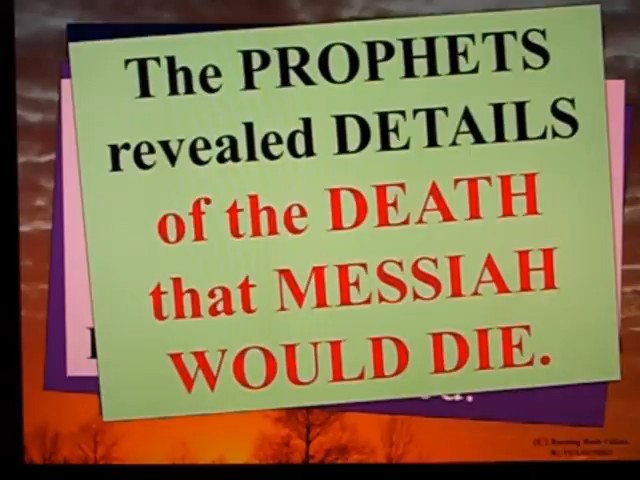 The PROPHETS
revealed DETAILS
of the DEATH
that MESSIAH
WOULD DIE.